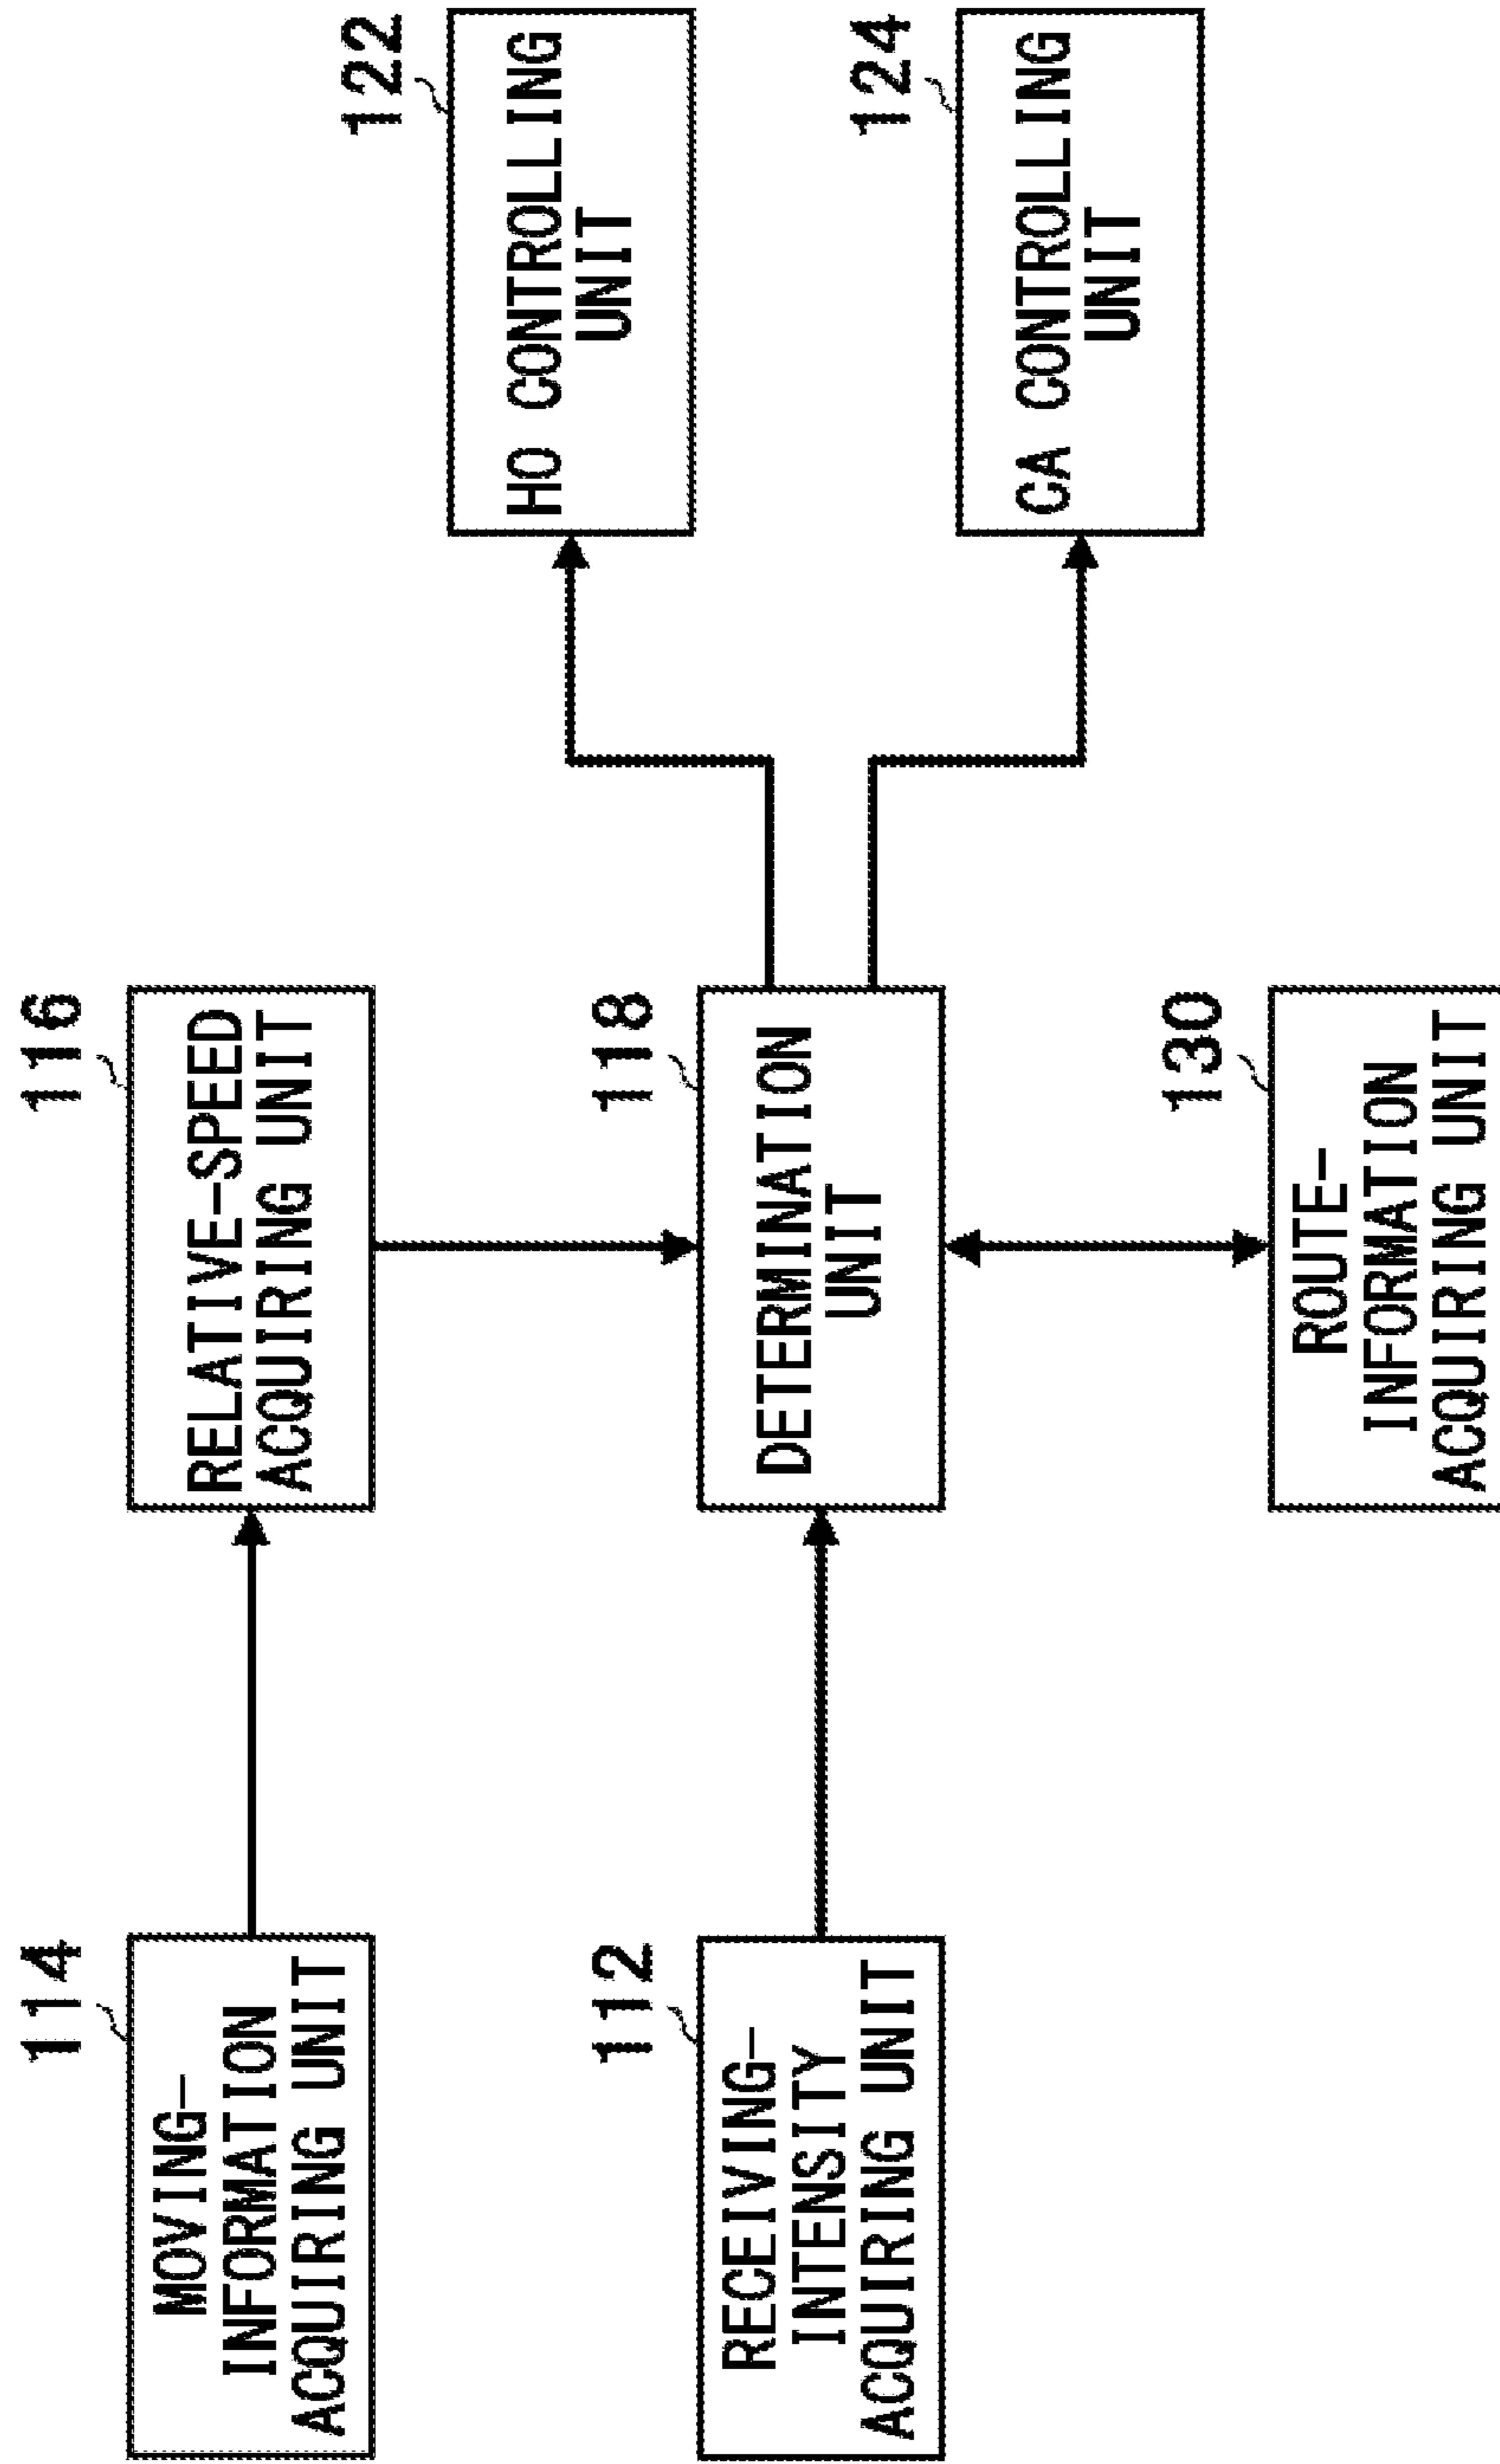 114
MOVING-
INFORMATION
ACQUIRING UNIT
116
RELATIVE-SPEED
ACQUIRING UNIT
122
HO CONTROLLING
UNIT
112
RECEIVING-
INTENSITY
ACQUIRING UNIT
118
DETERMINATION
UNIT
124
CA CONTROLLING
UNIT
130
ROUTE-
INFORMATION
ACQUIRING UNIT